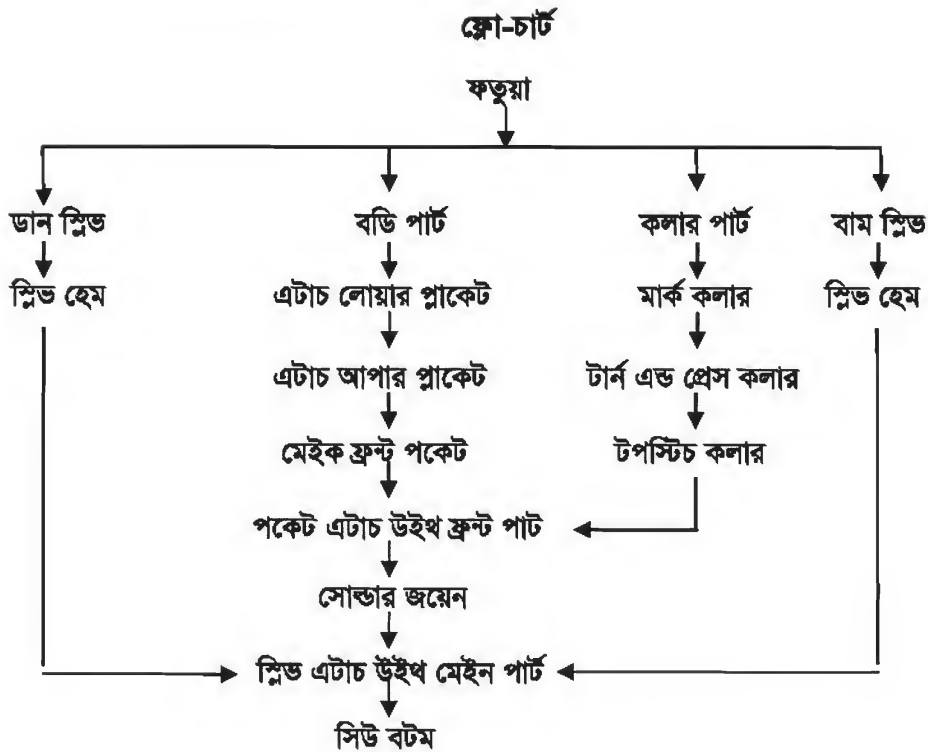 ফ্লো-চার্ট
ফতুয়া
ডান স্লিভ বডি পার্ট কলার পার্ট বাম স্লিভ
স্লিভ হেম এটাচ লোয়ার প্লাকেট মার্ক কলার স্লিভ হেম
এটাচ আপার প্লাকেট টার্ন এন্ড প্রেস কলার
মেইক ফ্রন্ট পকেট টপস্টিচ কলার
পকেট এটাচ উইথ ফ্রন্ট পাট
সোল্ডার জয়েন
স্লিভ এটাচ উইথ মেইন পার্ট
সিউ বটম